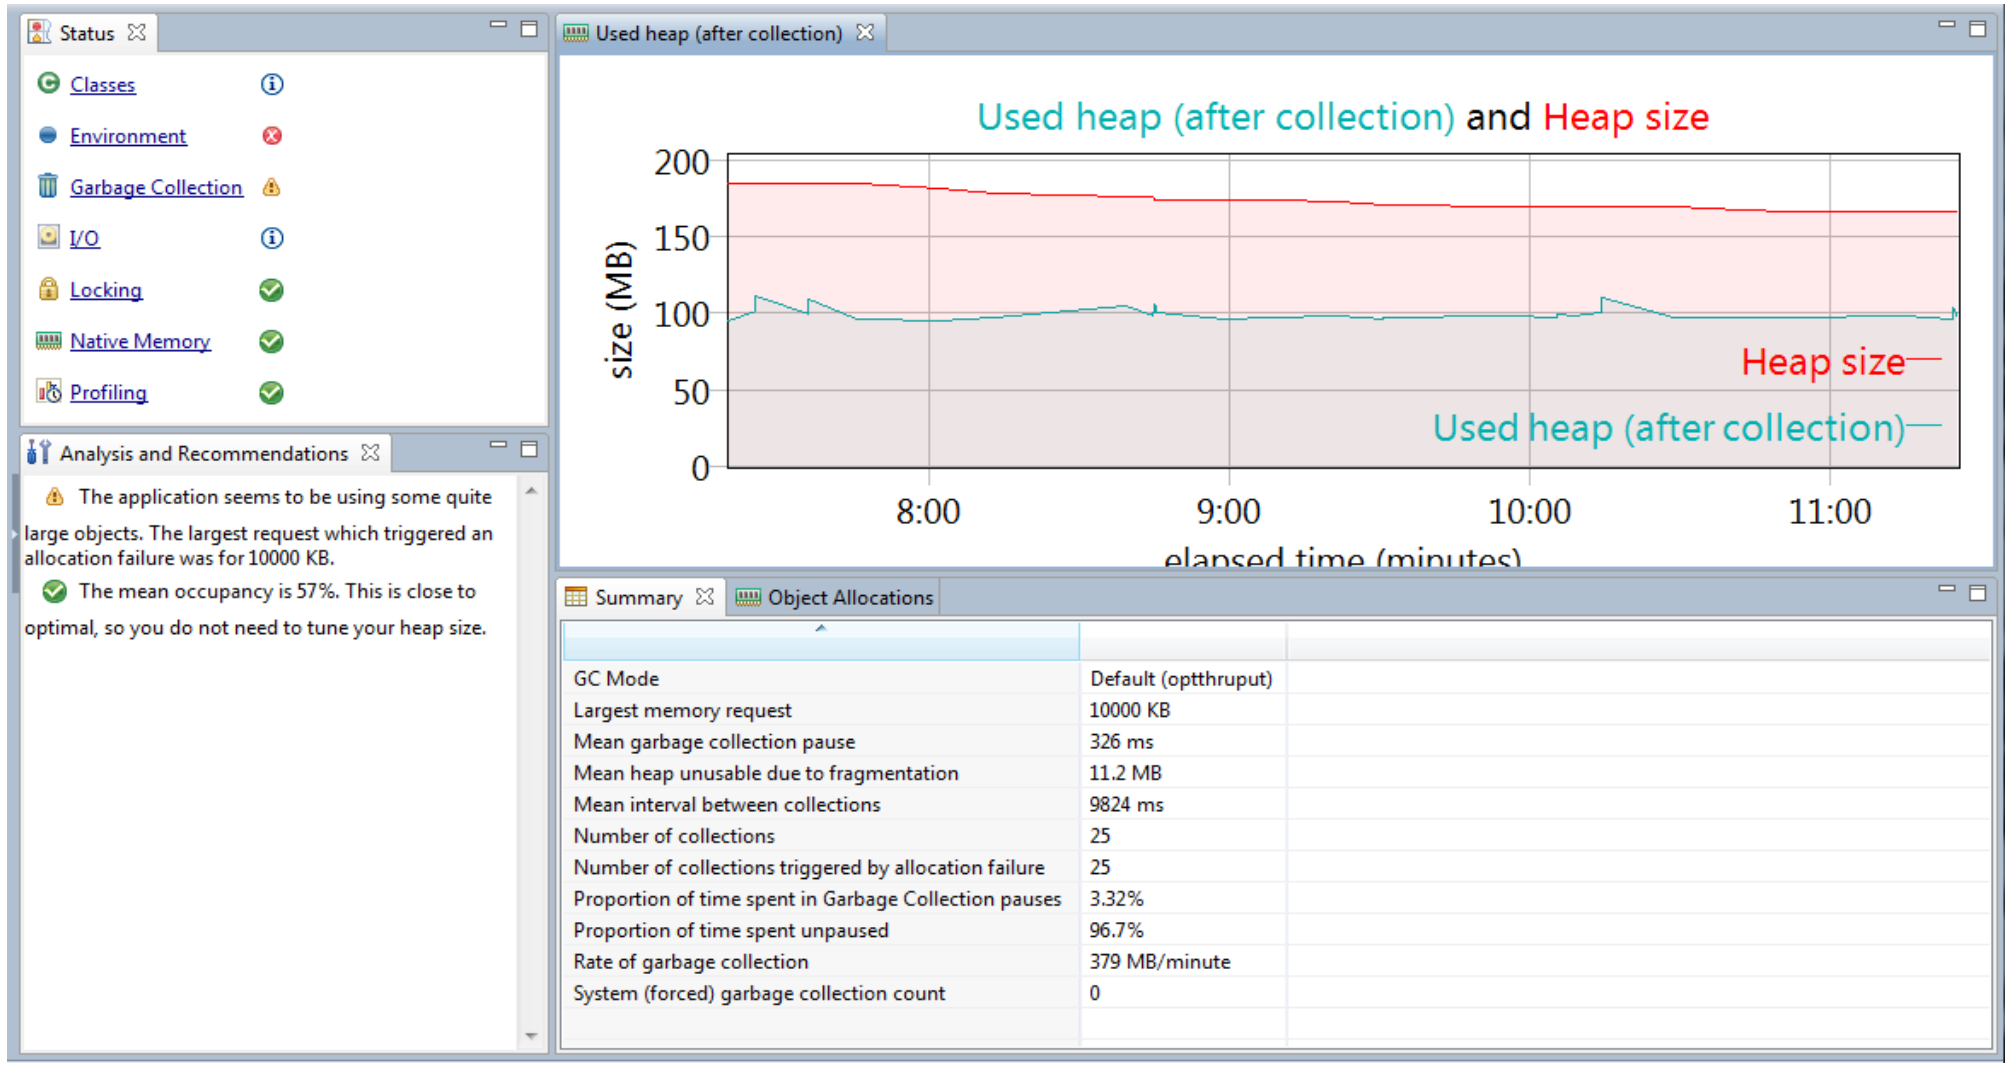 Status
Classes
Environment
Garbage Collection
I/O
Locking
Native Memory
Profiling
Analysis and Recommendations
The application seems to be using some quite
large objects. The largest request which triggered an
allocation failure was for 10000 KB.
The mean occupancy is 57%. This is close to
optimal, so you do not need to tune your heap size.
Used heap (after collection)
Used heap (after collection) and Heap size
size (MB)
200
150
100
50
0
Heap size
Used heap (after collection)
8:00 9:00 10:00 11:00
elapsed time (minutes)
Summary Object Allocations
GC Mode Default (optthruput)
Largest memory request 10000 KB
Mean garbage collection pause 326 ms
Mean heap unusable due to fragmentation 11.2 MB
Mean interval between collections 9824 ms
Number of collections 25
Number of collections triggered by allocation failure 25
Proportion of time spent in Garbage Collection pauses 3.32%
Proportion of time spent unpaused 96.7%
Rate of garbage collection 379 MB/minute
System (forced) garbage collection count 0